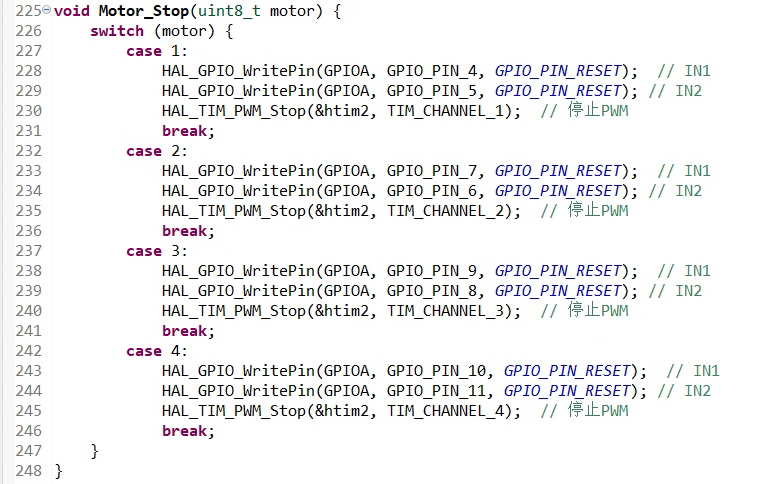 225 void Motor_Stop(uint8_t motor) {
226     switch (motor) {
227         case 1:
228             HAL_GPIO_WritePin(GPIOA, GPIO_PIN_4, GPIO_PIN_RESET);  // IN1
229             HAL_GPIO_WritePin(GPIOA, GPIO_PIN_5, GPIO_PIN_RESET); // IN2
230             HAL_TIM_PWM_Stop(&htim2, TIM_CHANNEL_1);  // 停止PWM
231             break;
232         case 2:
233             HAL_GPIO_WritePin(GPIOA, GPIO_PIN_7, GPIO_PIN_RESET);  // IN1
234             HAL_GPIO_WritePin(GPIOA, GPIO_PIN_6, GPIO_PIN_RESET); // IN2
235             HAL_TIM_PWM_Stop(&htim2, TIM_CHANNEL_2);  // 停止PWM
236             break;
237         case 3:
238             HAL_GPIO_WritePin(GPIOA, GPIO_PIN_9, GPIO_PIN_RESET);  // IN1
239             HAL_GPIO_WritePin(GPIOA, GPIO_PIN_8, GPIO_PIN_RESET); // IN2
240             HAL_TIM_PWM_Stop(&htim2, TIM_CHANNEL_3);  // 停止PWM
241             break;
242         case 4:
243             HAL_GPIO_WritePin(GPIOA, GPIO_PIN_10, GPIO_PIN_RESET);  // IN1
244             HAL_GPIO_WritePin(GPIOA, GPIO_PIN_11, GPIO_PIN_RESET); // IN2
245             HAL_TIM_PWM_Stop(&htim2, TIM_CHANNEL_4);  // 停止PWM
246             break;
247     }
248 }